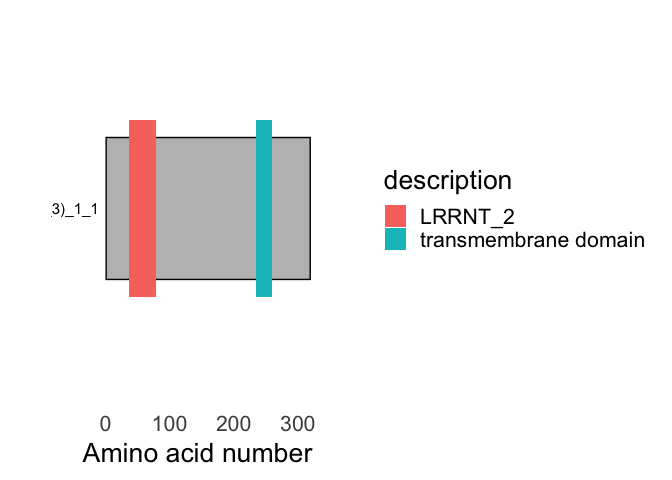 3)_1_1
description
LRRNT_2
transmembrane domain
0 100 200 300
Amino acid number